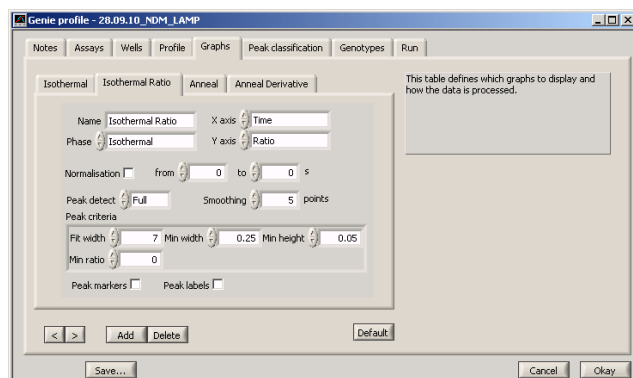 Genie profile - 28.09.10_NDM_LAMP
Notes Assays Wells Profile Graphs Peak classification Genotypes Run
Isothermal Isothermal Ratio Anneal Anneal Derivative
This table defines which graphs to display and
how the data is processed.
Name Isothermal Ratio X axis Time
Phase Isothermal Y axis Ratio
Normalisation from 0 to 0 s
Peak detect Full Smoothing 5 points
Peak criteria
Fit width 7 Min width 0.25 Min height 0.05
Min ratio 0
Peak markers Peak labels
< > Add Delete Default
Save... Cancel Okay